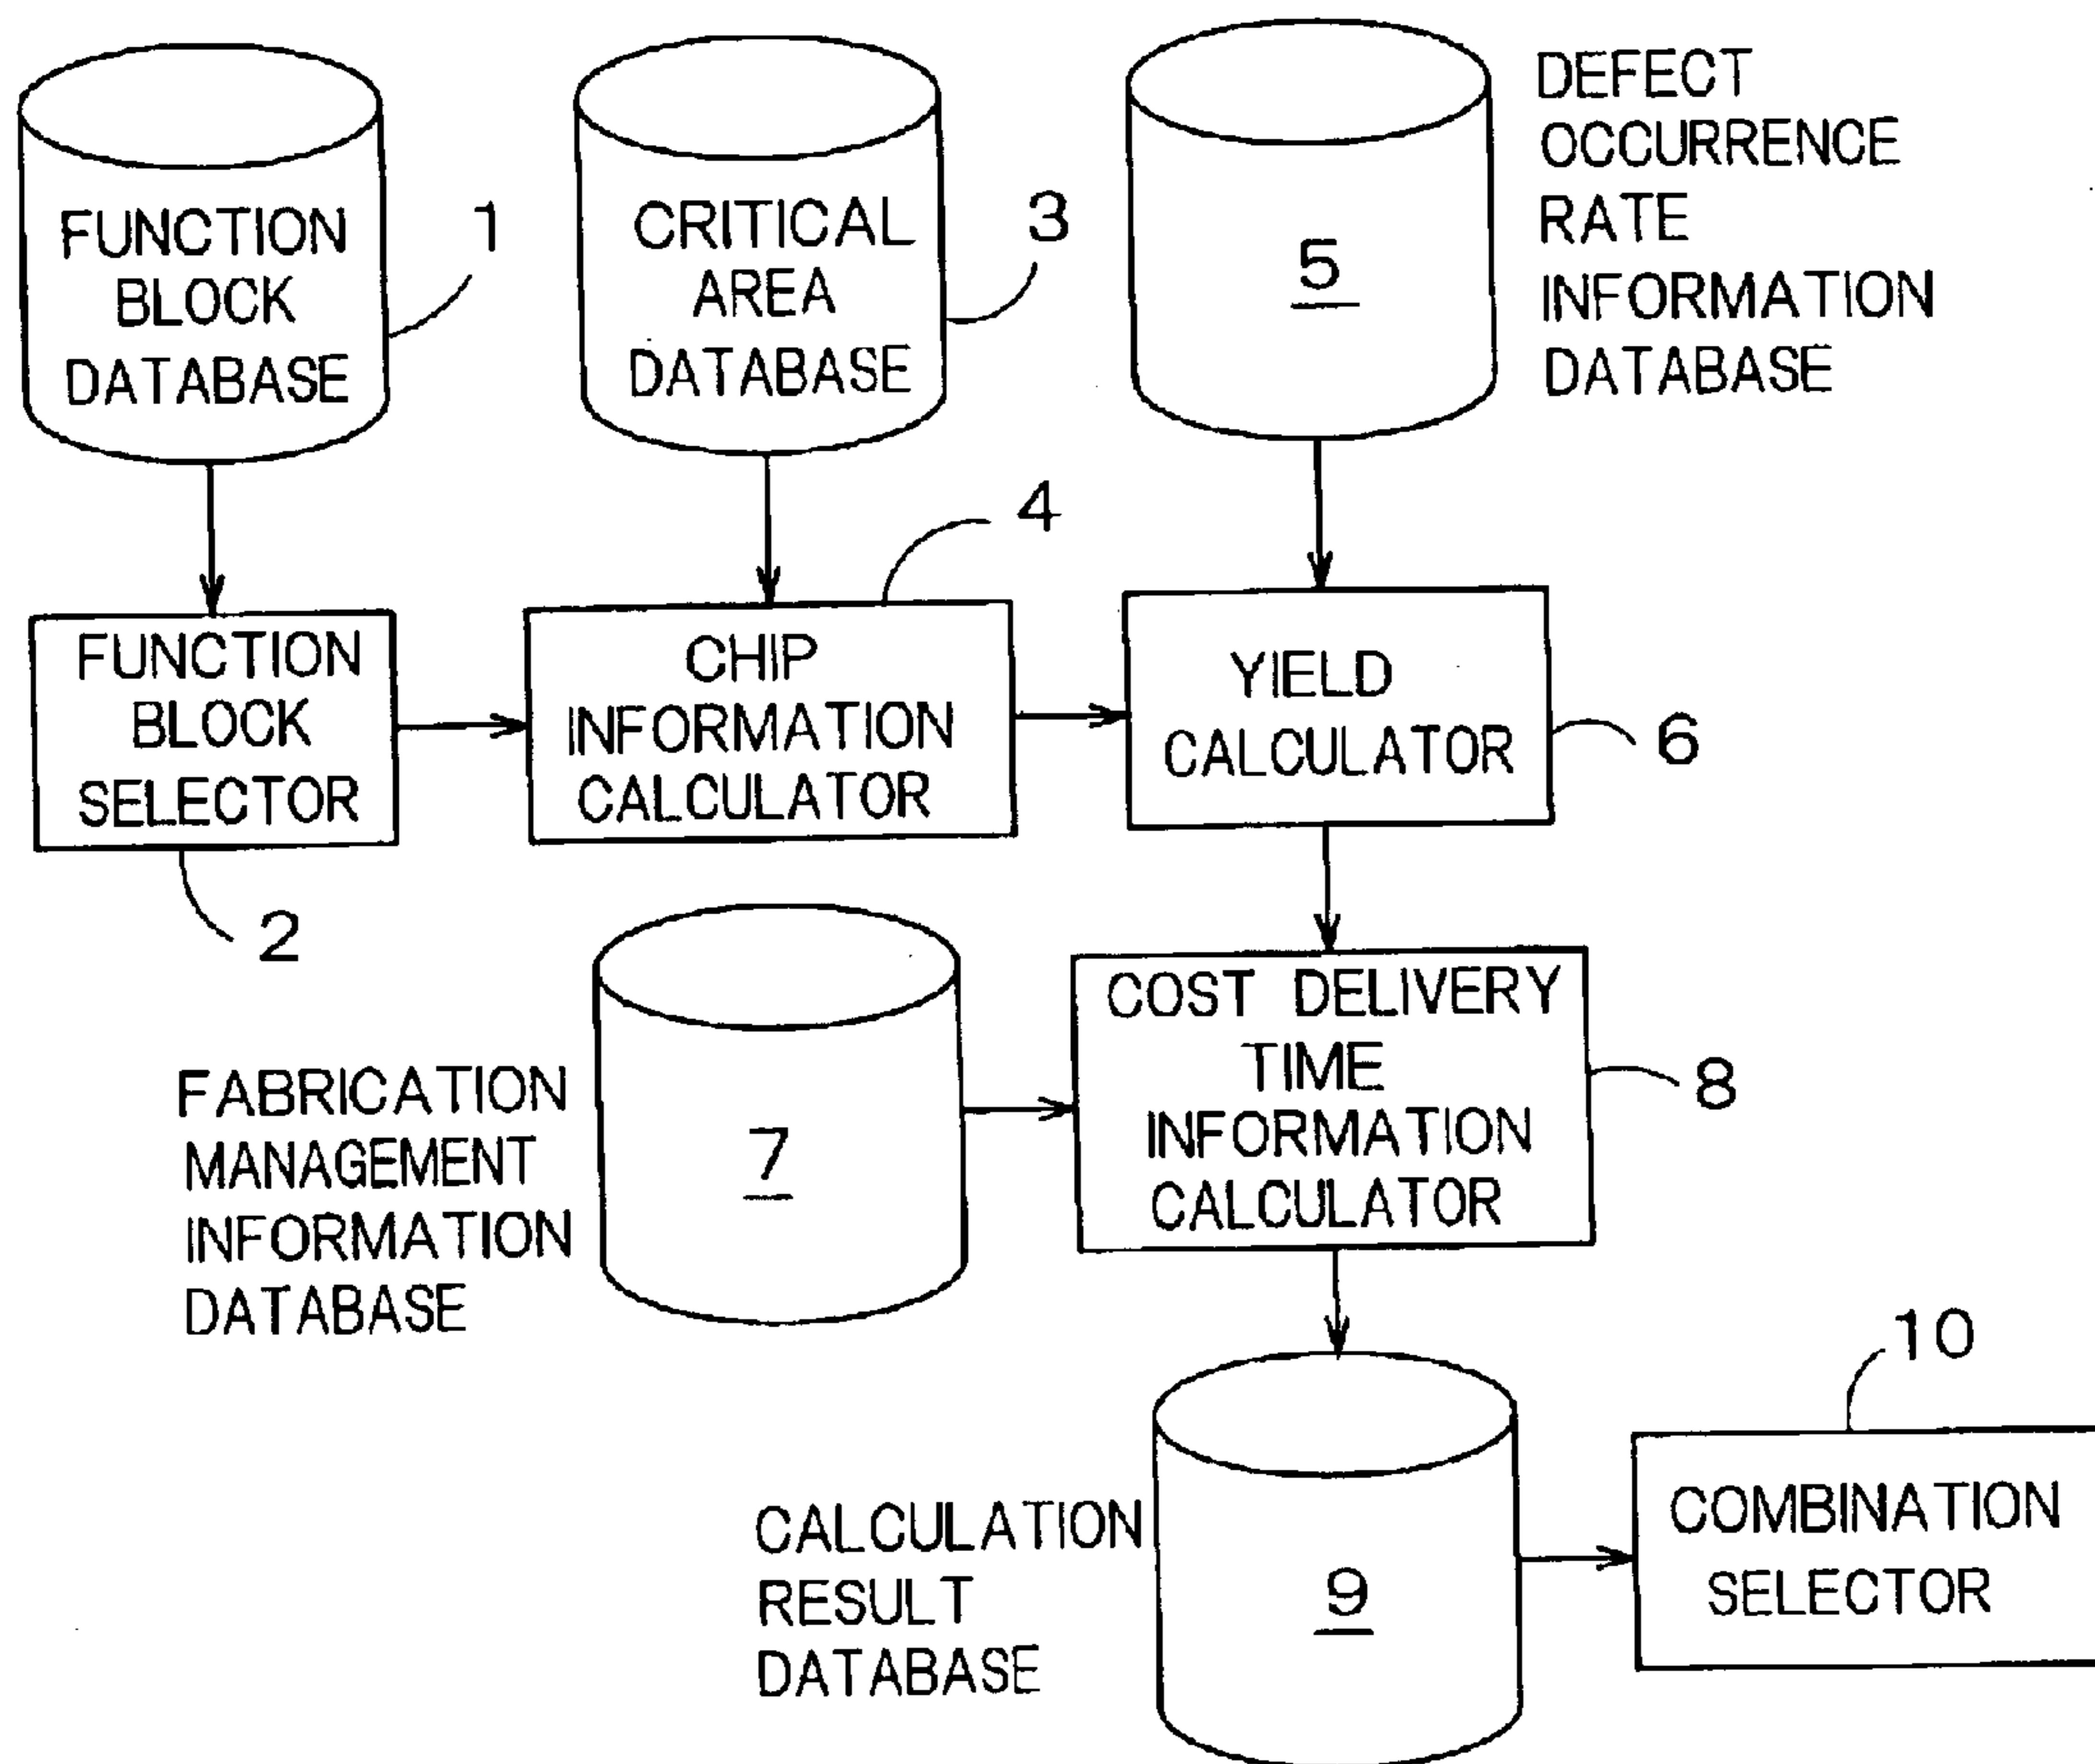 FUNCTION
BLOCK
DATABASE
1
CRITICAL
AREA
DATABASE
3
5
DEFECT
OCCURRENCE
RATE
INFORMATION
DATABASE
FUNCTION
BLOCK
SELECTOR
2
4
CHIP
INFORMATION
CALCULATOR
YIELD
CALCULATOR
6
FABRICATION
MANAGEMENT
INFORMATION
DATABASE
7
COST DELIVERY
TIME
INFORMATION
CALCULATOR
8
CALCULATION
RESULT
DATABASE
9
10
COMBINATION
SELECTOR